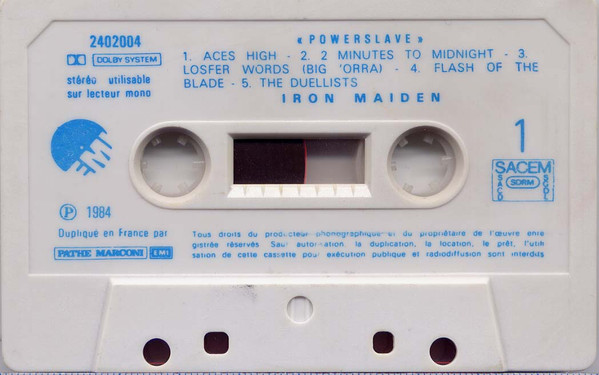 2402004
DOLBY SYSTEM
stéréo utilisable
sur lecteur mono
« POWERSLAVE »
1. ACES HIGH - 2. 2 MINUTES TO MIDNIGHT - 3.
LOSFER WORDS (BIG 'ORRA) - 4. FLASH OF THE
BLADE - 5. THE DUELLISTS
IRON MAIDEN
EMI
1
SACEM
SACD
SDRM
SGDL
Ⓟ 1984
Dupliqué en France par
PATHE MARCONI EMI
Tous droits du producteur phonographique et du propriétaire de l'œuvre enre
gistrée réservés. Sauf autorisation, la duplication, la location, le prêt, l'utili
sation de cette cassette pour exécution publique et radiodiffusion sont interdits